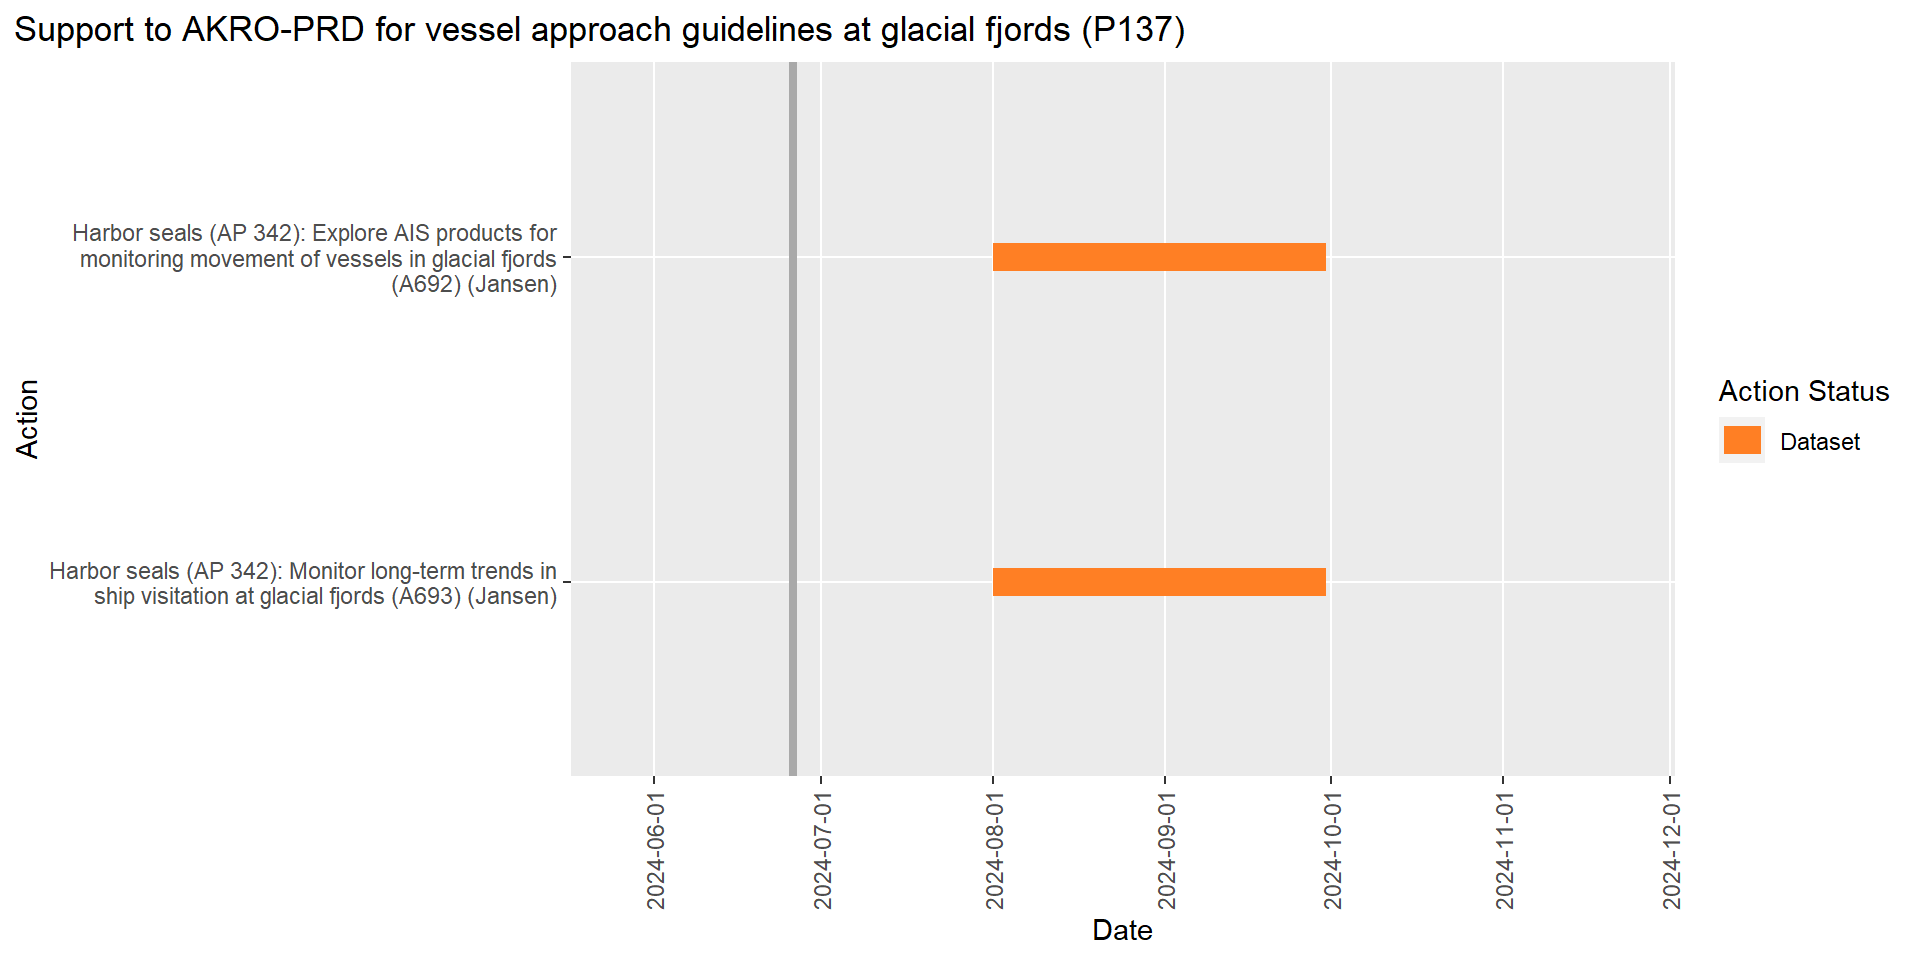 Support to AKRO-PRD for vessel approach guidelines at glacial fjords (P137)
Action
Harbor seals (AP 342): Explore AIS products for
monitoring movement of vessels in glacial fjords
(A692) (Jansen)
Harbor seals (AP 342): Monitor long-term trends in
ship visitation at glacial fjords (A693) (Jansen)
2024-06-01
2024-07-01
2024-08-01
2024-09-01
2024-10-01
2024-11-01
2024-12-01
Date
Action Status
Dataset